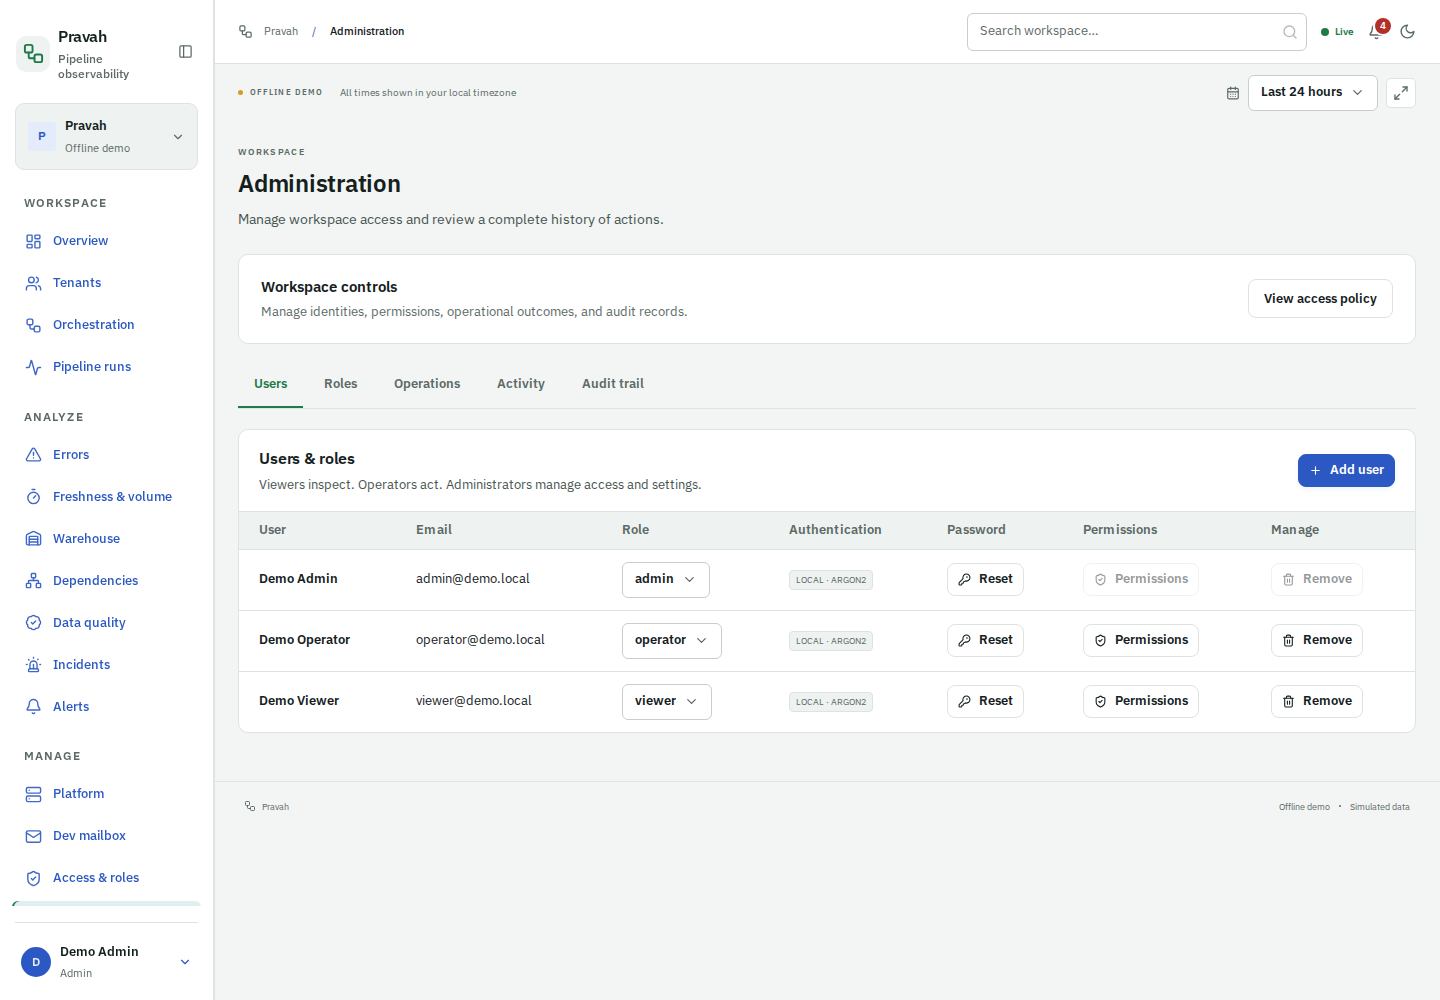 Pravah
Pipeline
observability
P
Pravah
Offline demo
WORKSPACE
Overview
Tenants
Orchestration
Pipeline runs
ANALYZE
Errors
Freshness & volume
Warehouse
Dependencies
Data quality
Incidents
Alerts
MANAGE
Platform
Dev mailbox
Access & roles
D
Demo Admin
Admin
Pravah / Administration
Search workspace...
Live
4
OFFLINE DEMO All times shown in your local timezone
Last 24 hours
WORKSPACE
Administration
Manage workspace access and review a complete history of actions.
Workspace controls
Manage identities, permissions, operational outcomes, and audit records.
View access policy
Users Roles Operations Activity Audit trail
Users & roles
Viewers inspect. Operators act. Administrators manage access and settings.
Add user
User Email Role Authentication Password Permissions Manage
Demo Admin admin@demo.local admin LOCAL · ARGON2 Reset Permissions Remove
Demo Operator operator@demo.local operator LOCAL · ARGON2 Reset Permissions Remove
Demo Viewer viewer@demo.local viewer LOCAL · ARGON2 Reset Permissions Remove
Pravah
Offline demo • Simulated data